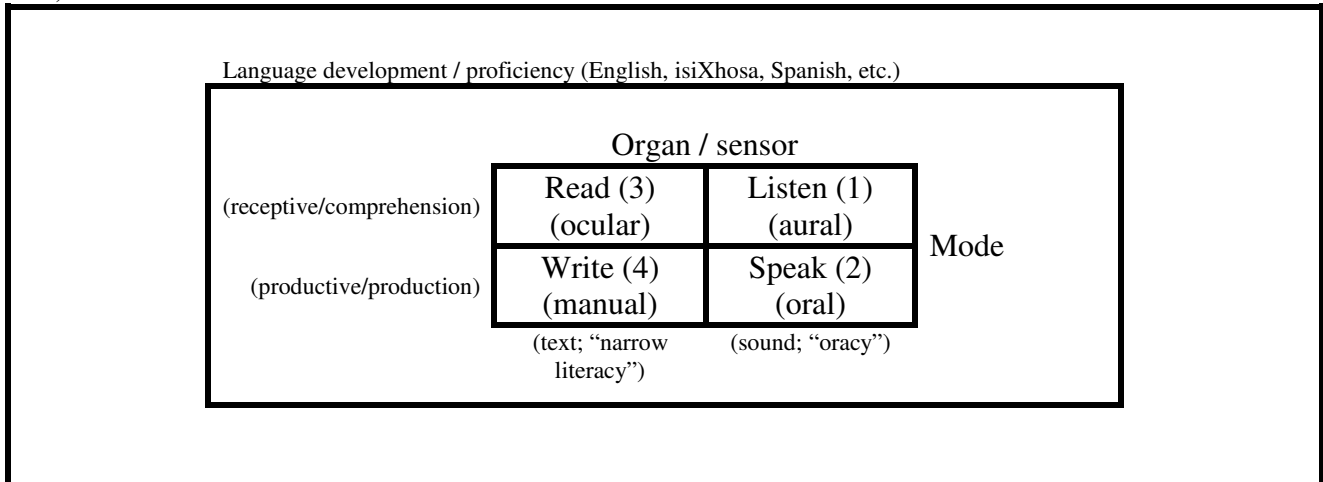 Language development / proficiency (English, isiXhosa, Spanish, etc.)
Organ / sensor
(receptive/comprehension)
Read (3)
(ocular)
Listen (1)
(aural)
Mode
(productive/production)
Write (4)
(manual)
Speak (2)
(oral)
(text; “narrow
literacy”)
(sound; “oracy”)